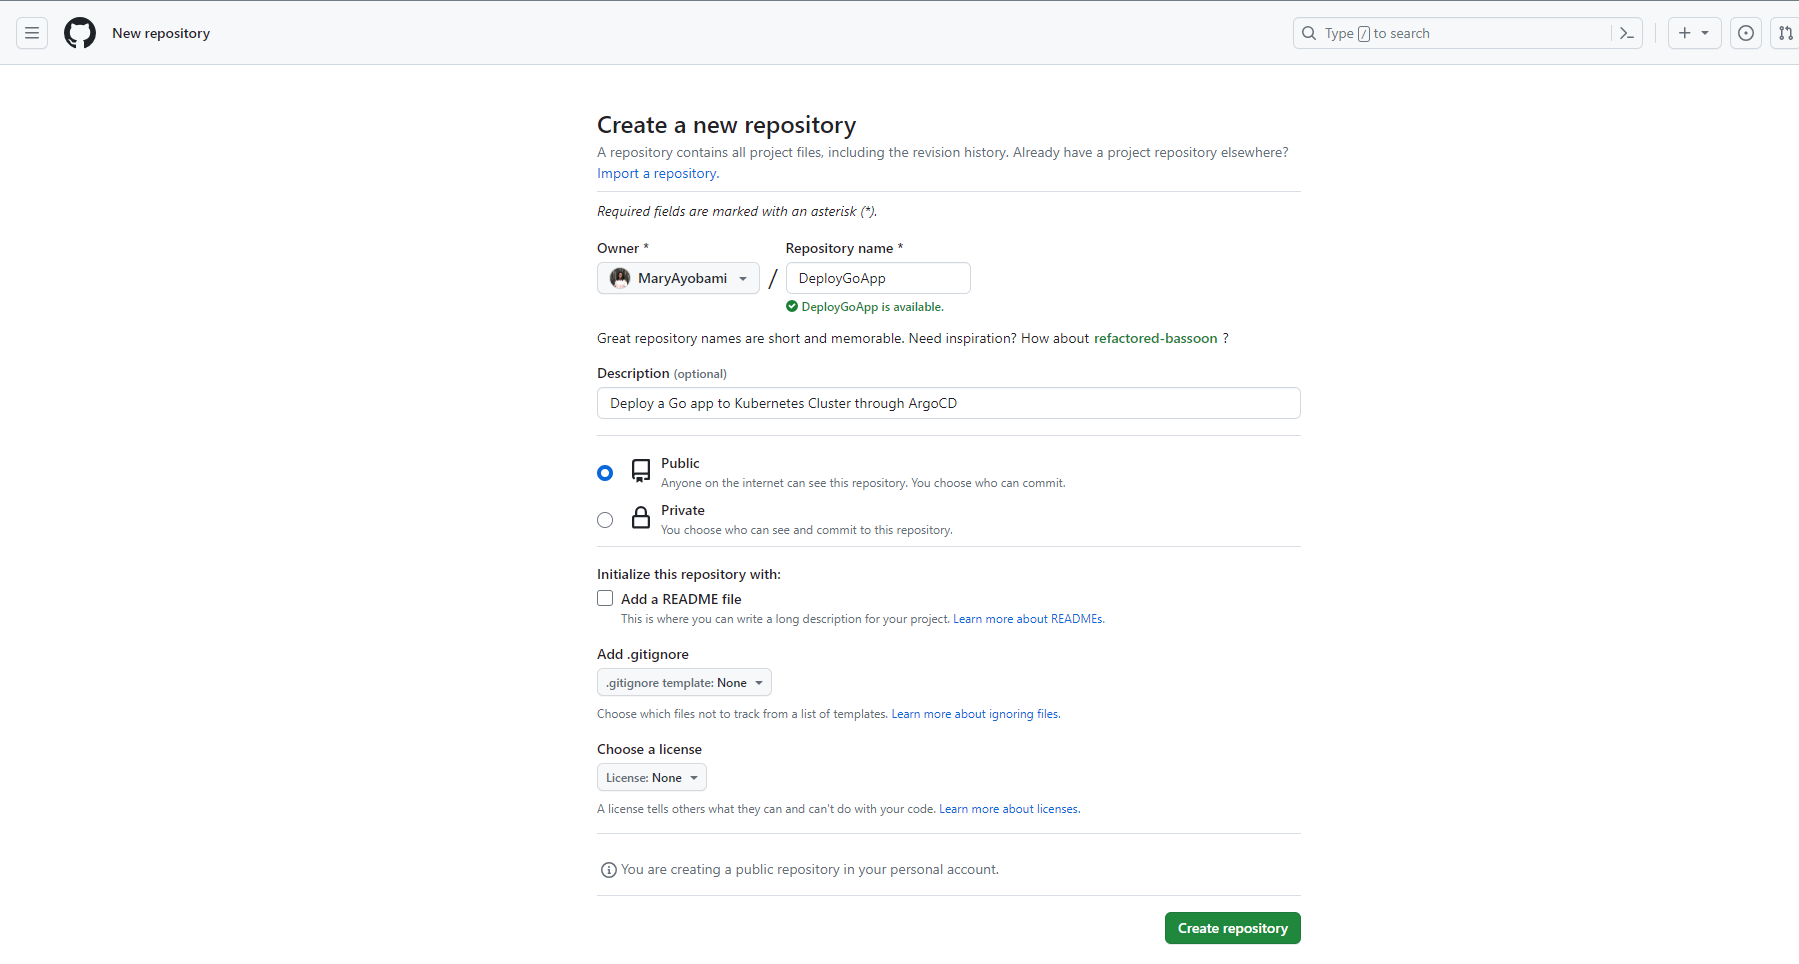 New repository
Type / to search
Create a new repository
A repository contains all project files, including the revision history. Already have a project repository elsewhere?
Import a repository.
Required fields are marked with an asterisk (*).
Owner *
Repository name *
MaryAyobami
/
DeployGoApp
DeployGoApp is available.
Great repository names are short and memorable. Need inspiration? How about refactored-bassoon ?
Description (optional)
Deploy a Go app to Kubernetes Cluster through ArgoCD
Public
Anyone on the internet can see this repository. You choose who can commit.
Private
You choose who can see and commit to this repository.
Initialize this repository with:
Add a README file
This is where you can write a long description for your project. Learn more about READMEs.
Add .gitignore
.gitignore template: None
Choose which files not to track from a list of templates. Learn more about ignoring files.
Choose a license
License: None
A license tells others what they can and can't do with your code. Learn more about licenses.
You are creating a public repository in your personal account.
Create repository